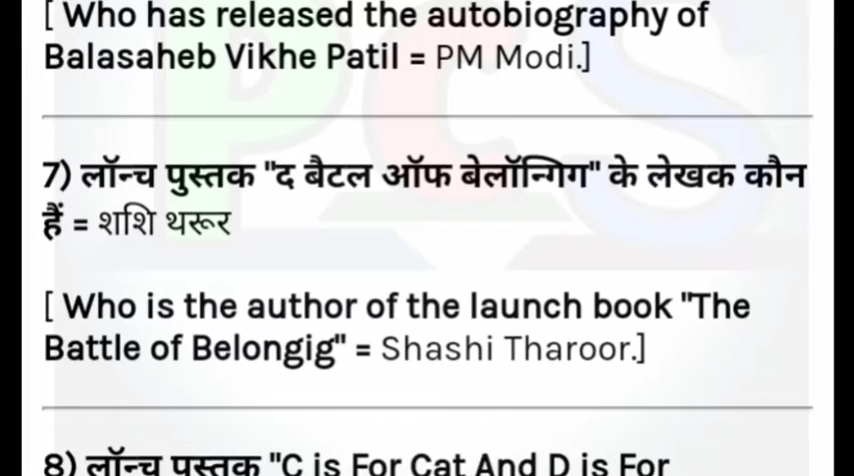 [ Who has released the autobiography of
Balasaheb Vikhe Patil = PM Modi.]
7) लॉन्च पुस्तक "द बैटल ऑफ बेलॉन्गिग" के लेखक कौन
हैं = शशि थरूर
[ Who is the author of the launch book "The
Battle of Belongig" = Shashi Tharoor.]
8) लॉन्च पुस्तक "C is For Cat And D is For